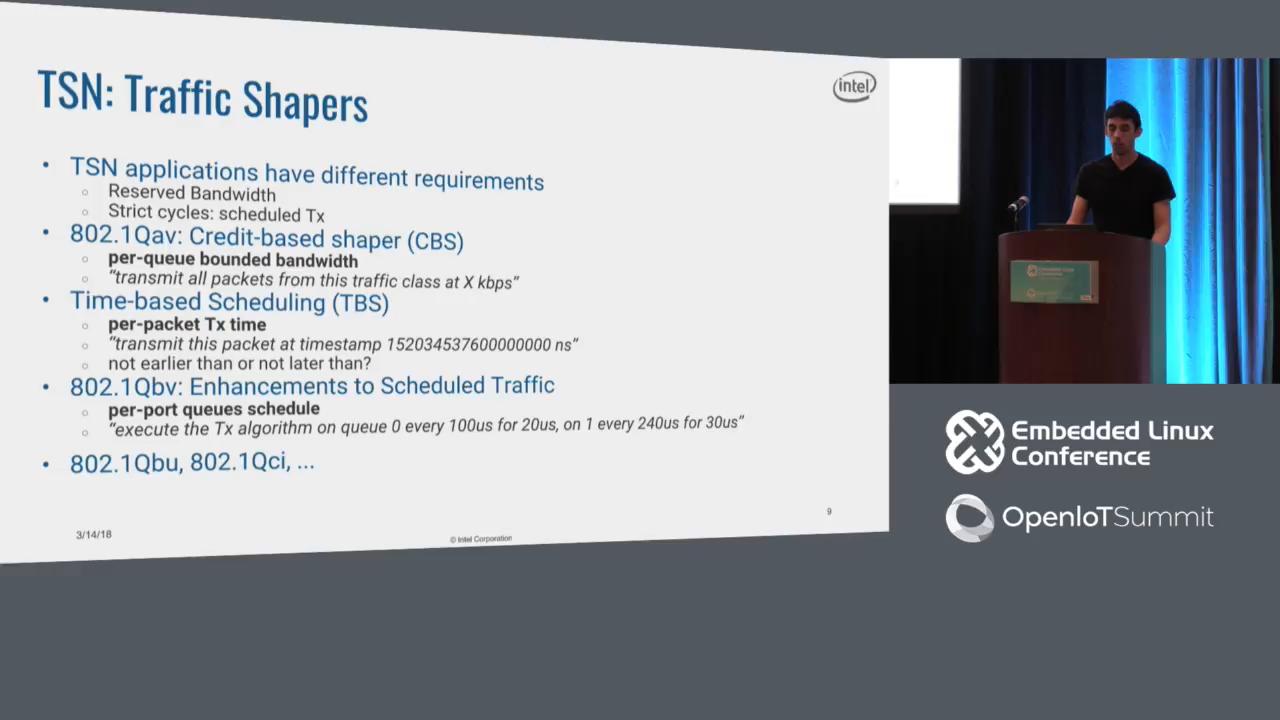 TSN: Traffic Shapers
intel
• TSN applications have different requirements
○ Reserved Bandwidth
○ Strict cycles: scheduled Tx
• 802.1Qav: Credit-based shaper (CBS)
○ per-queue bounded bandwidth
○ “transmit all packets from this traffic class at X kbps”
• Time-based Scheduling (TBS)
○ per-packet Tx time
○ “transmit this packet at timestamp 152034537600000000 ns”
○ not earlier than or not later than?
• 802.1Qbv: Enhancements to Scheduled Traffic
○ per-port queues schedule
○ “execute the Tx algorithm on queue 0 every 100us for 20us, on 1 every 240us for 30us”
• 802.1Qbu, 802.1Qci, ...
3/14/18
© Intel Corporation
9
Embedded Linux
Conference
Embedded Linux
Conference
OpenIoTSummit